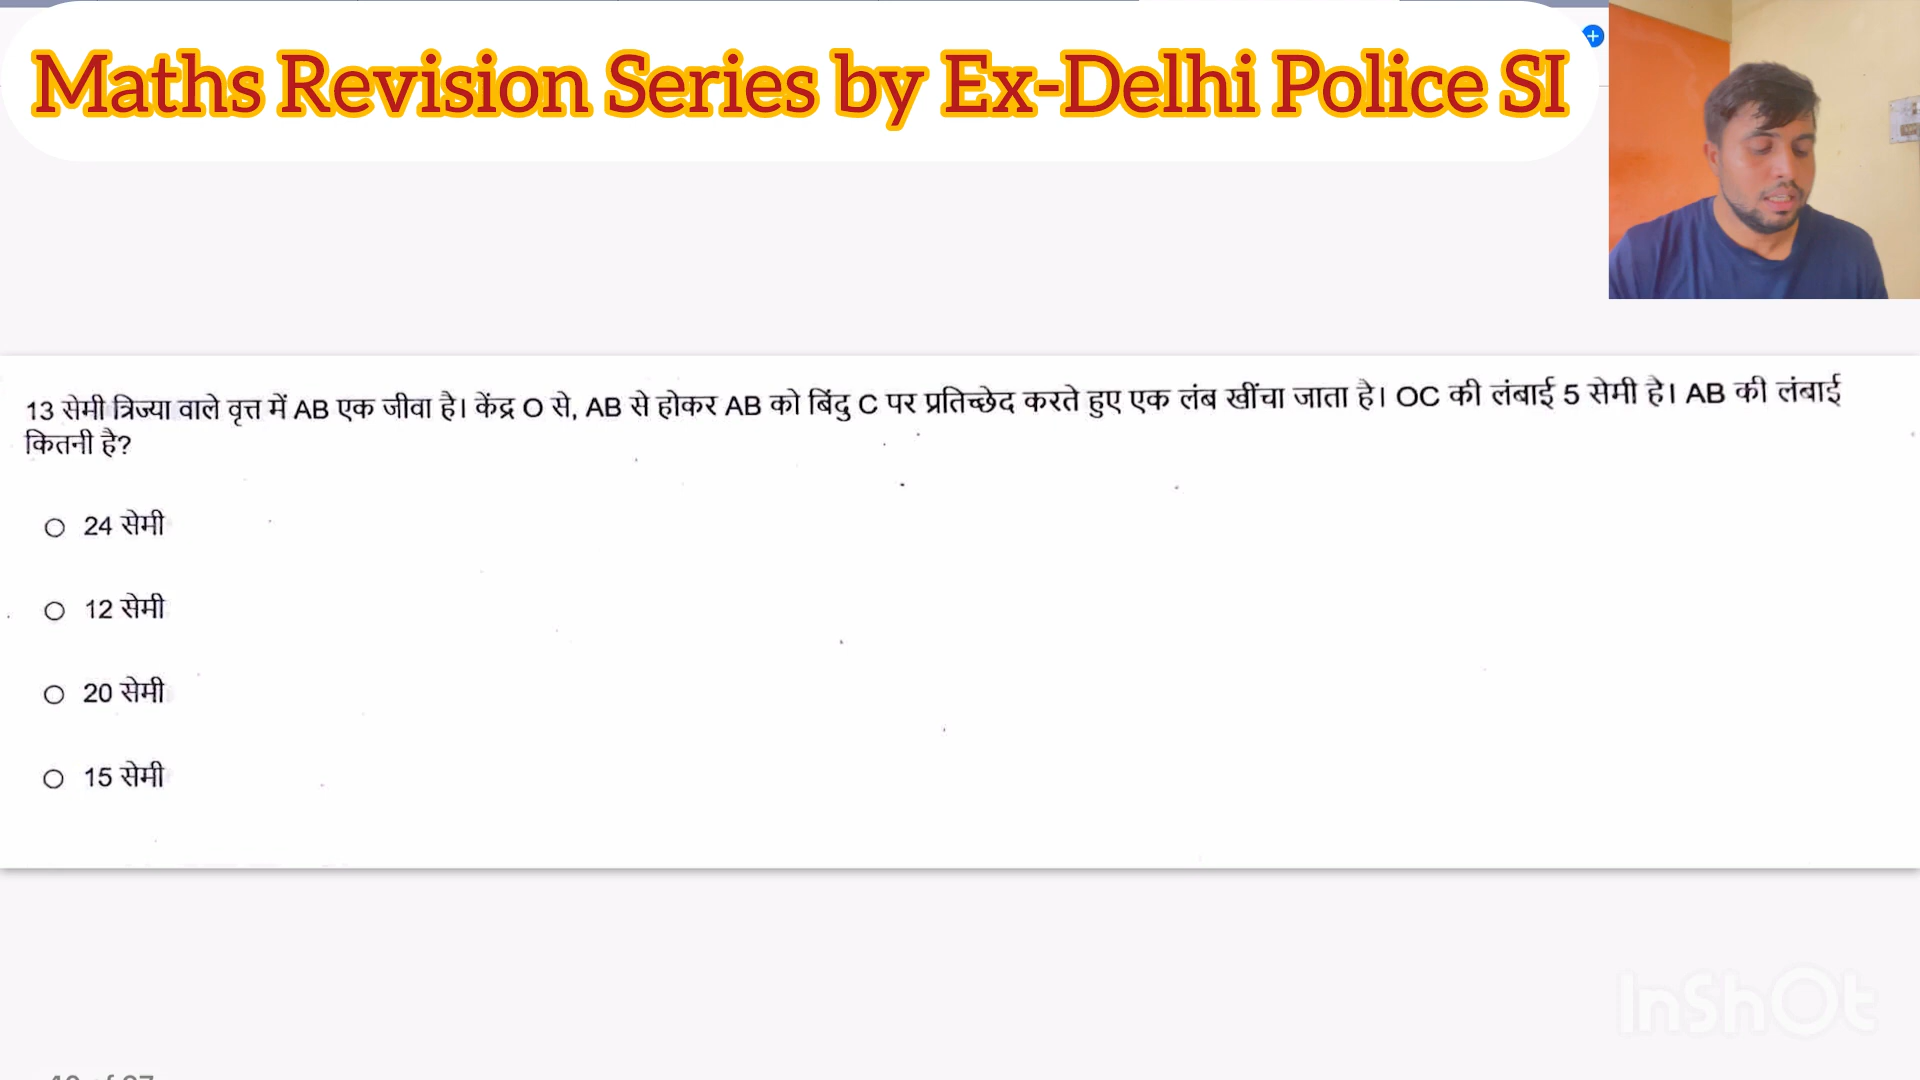 Maths Revision Series by Ex-Delhi Police SI
13 सेमी त्रिज्या वाले वृत्त में AB एक जीवा है। केंद्र O से, AB से होकर AB को बिंदु C पर प्रतिच्छेद करते हुए एक लंब खींचा जाता है। OC की लंबाई 5 सेमी है। AB की लंबाई
कितनी है?
24 सेमी
12 सेमी
20 सेमी
15 सेमी
InShOt